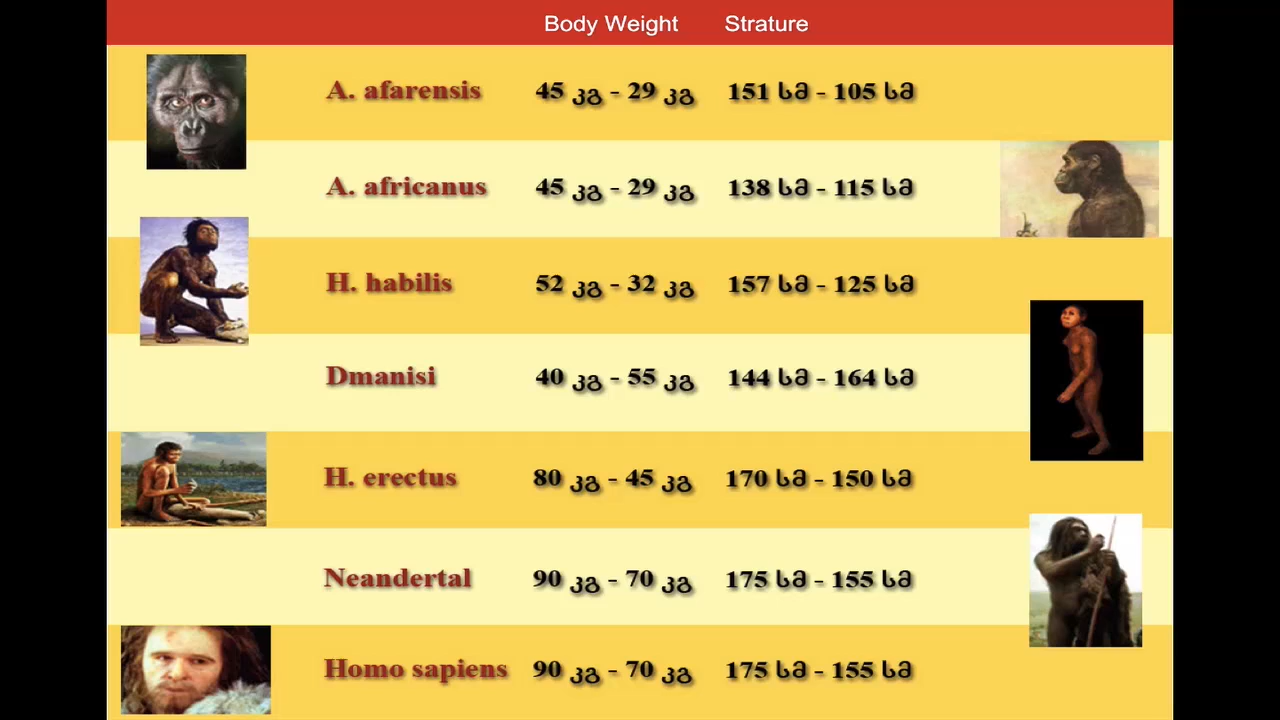 Body Weight Strature
A. afarensis 45 კგ - 29 კგ 151 სმ - 105 სმ
A. africanus 45 კგ - 29 კგ 138 სმ - 115 სმ
H. habilis 52 კგ - 32 კგ 157 სმ - 125 სმ
Dmanisi 40 კგ - 55 კგ 144 სმ - 164 სმ
H. erectus 80 კგ - 45 კგ 170 სმ - 150 სმ
Neandertal 90 კგ - 70 კგ 175 სმ - 155 სმ
Homo sapiens 90 კგ - 70 კგ 175 სმ - 155 სმ